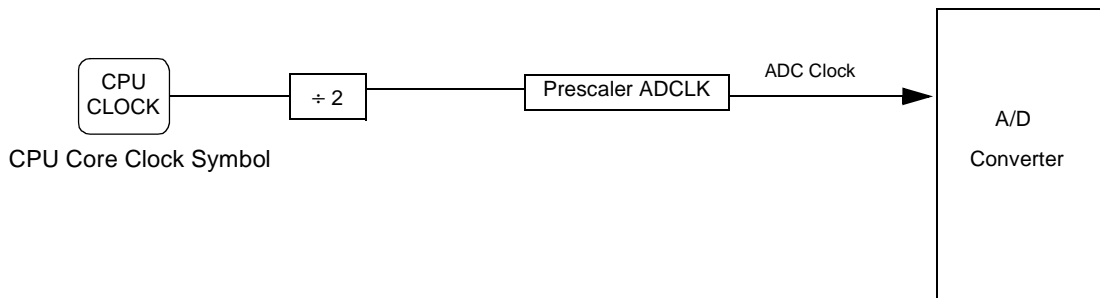 CPU
CLOCK
÷ 2
Prescaler ADCLK
ADC Clock
A/D
Converter
CPU Core Clock Symbol